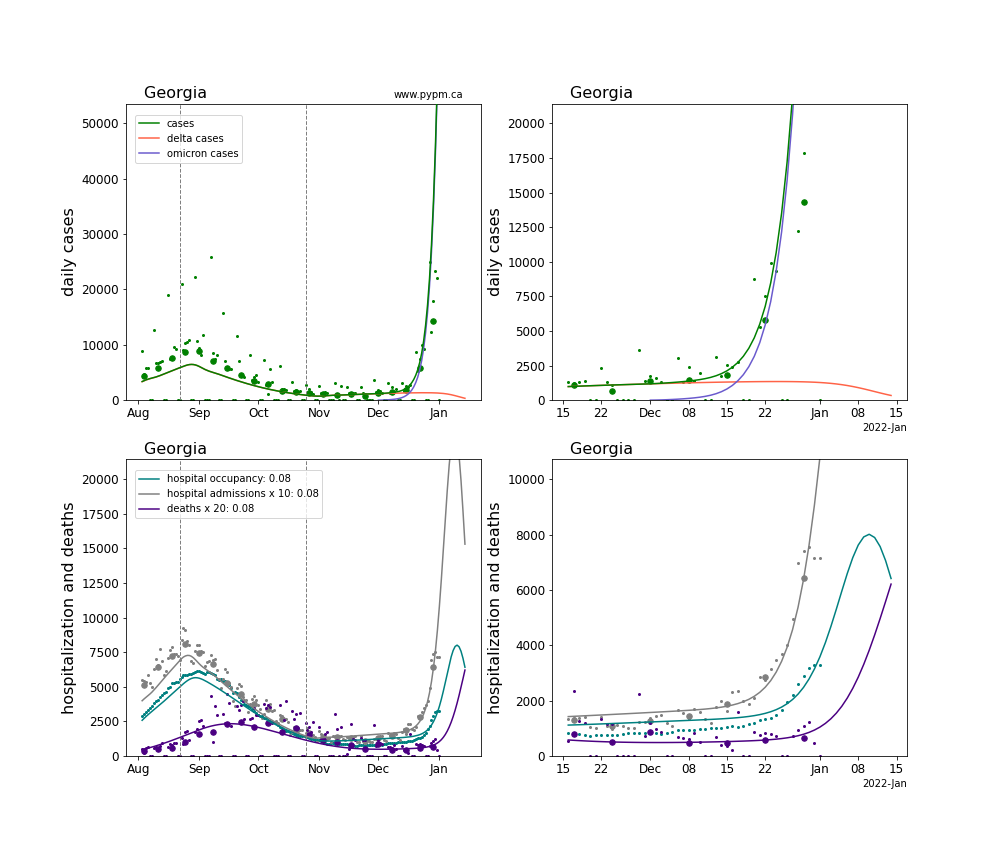 Georgia
www.pypm.ca
daily cases
50000
40000
30000
20000
10000
0
cases
delta cases
omicron cases
Aug
Sep
Oct
Nov
Dec
Jan
Georgia
daily cases
20000
17500
15000
12500
10000
7500
5000
2500
0
15
22
Dec
08
15
22
Jan
08
15
2022-Jan
Georgia
hospitalization and deaths
20000
17500
15000
12500
10000
7500
5000
2500
0
hospital occupancy: 0.08
hospital admissions x 10: 0.08
deaths x 20: 0.08
Aug
Sep
Oct
Nov
Dec
Jan
Georgia
hospitalization and deaths
10000
8000
6000
4000
2000
0
15
22
Dec
08
15
22
Jan
08
15
2022-Jan